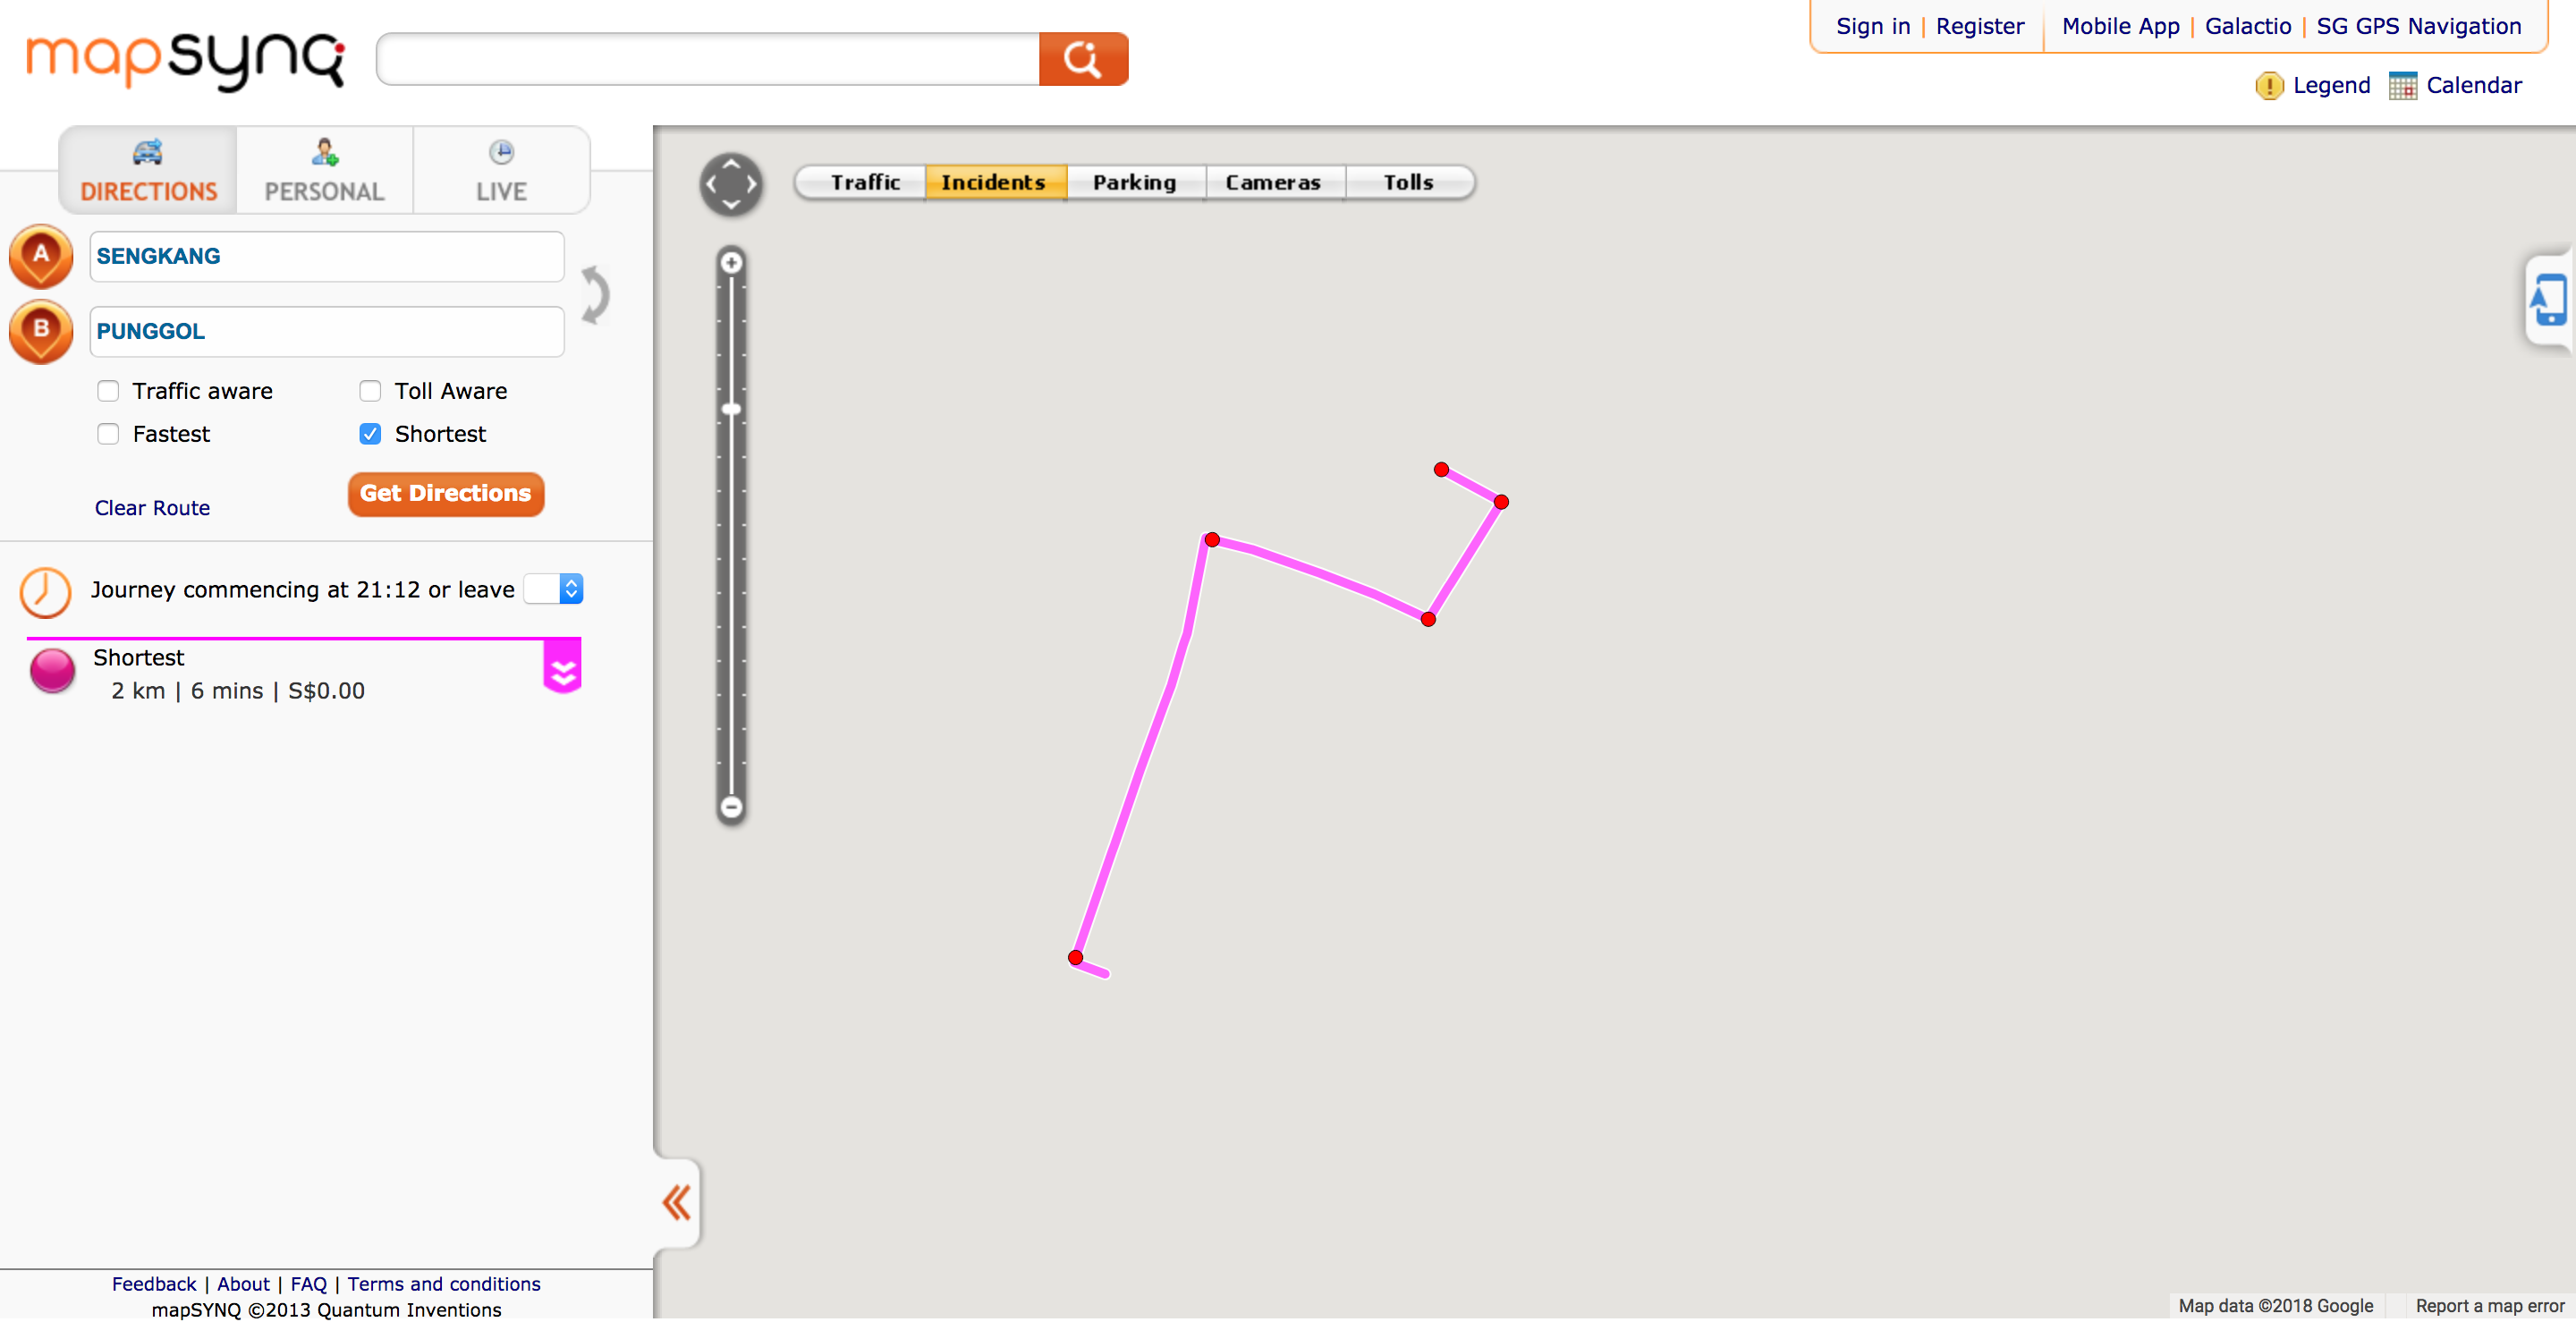 mapsynq
Sign in | Register
Mobile App | Galactio | SG GPS Navigation
Legend
Calendar
DIRECTIONS
PERSONAL
LIVE
Traffic
Incidents
Parking
Cameras
Tolls
A
SENGKANG
B
PUNGGOL
Traffic aware
Toll Aware
Fastest
Shortest
Clear Route
Get Directions
Journey commencing at 21:12 or leave
Shortest
2 km | 6 mins | S$0.00
Feedback | About | FAQ | Terms and conditions
mapSYNQ ©2013 Quantum Inventions
Map data ©2018 Google
Report a map error